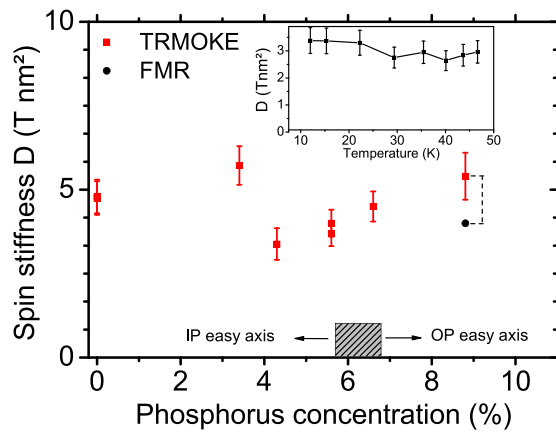 TRMOKE
FMR
Spin stiffness D (T nm²)
10
5
0
0 2 4 6 8 10
Phosphorus concentration (%)
IP easy axis
OP easy axis
D (Tnm²)
3
2
1
0
10 20 30 40 50
Temperature (K)